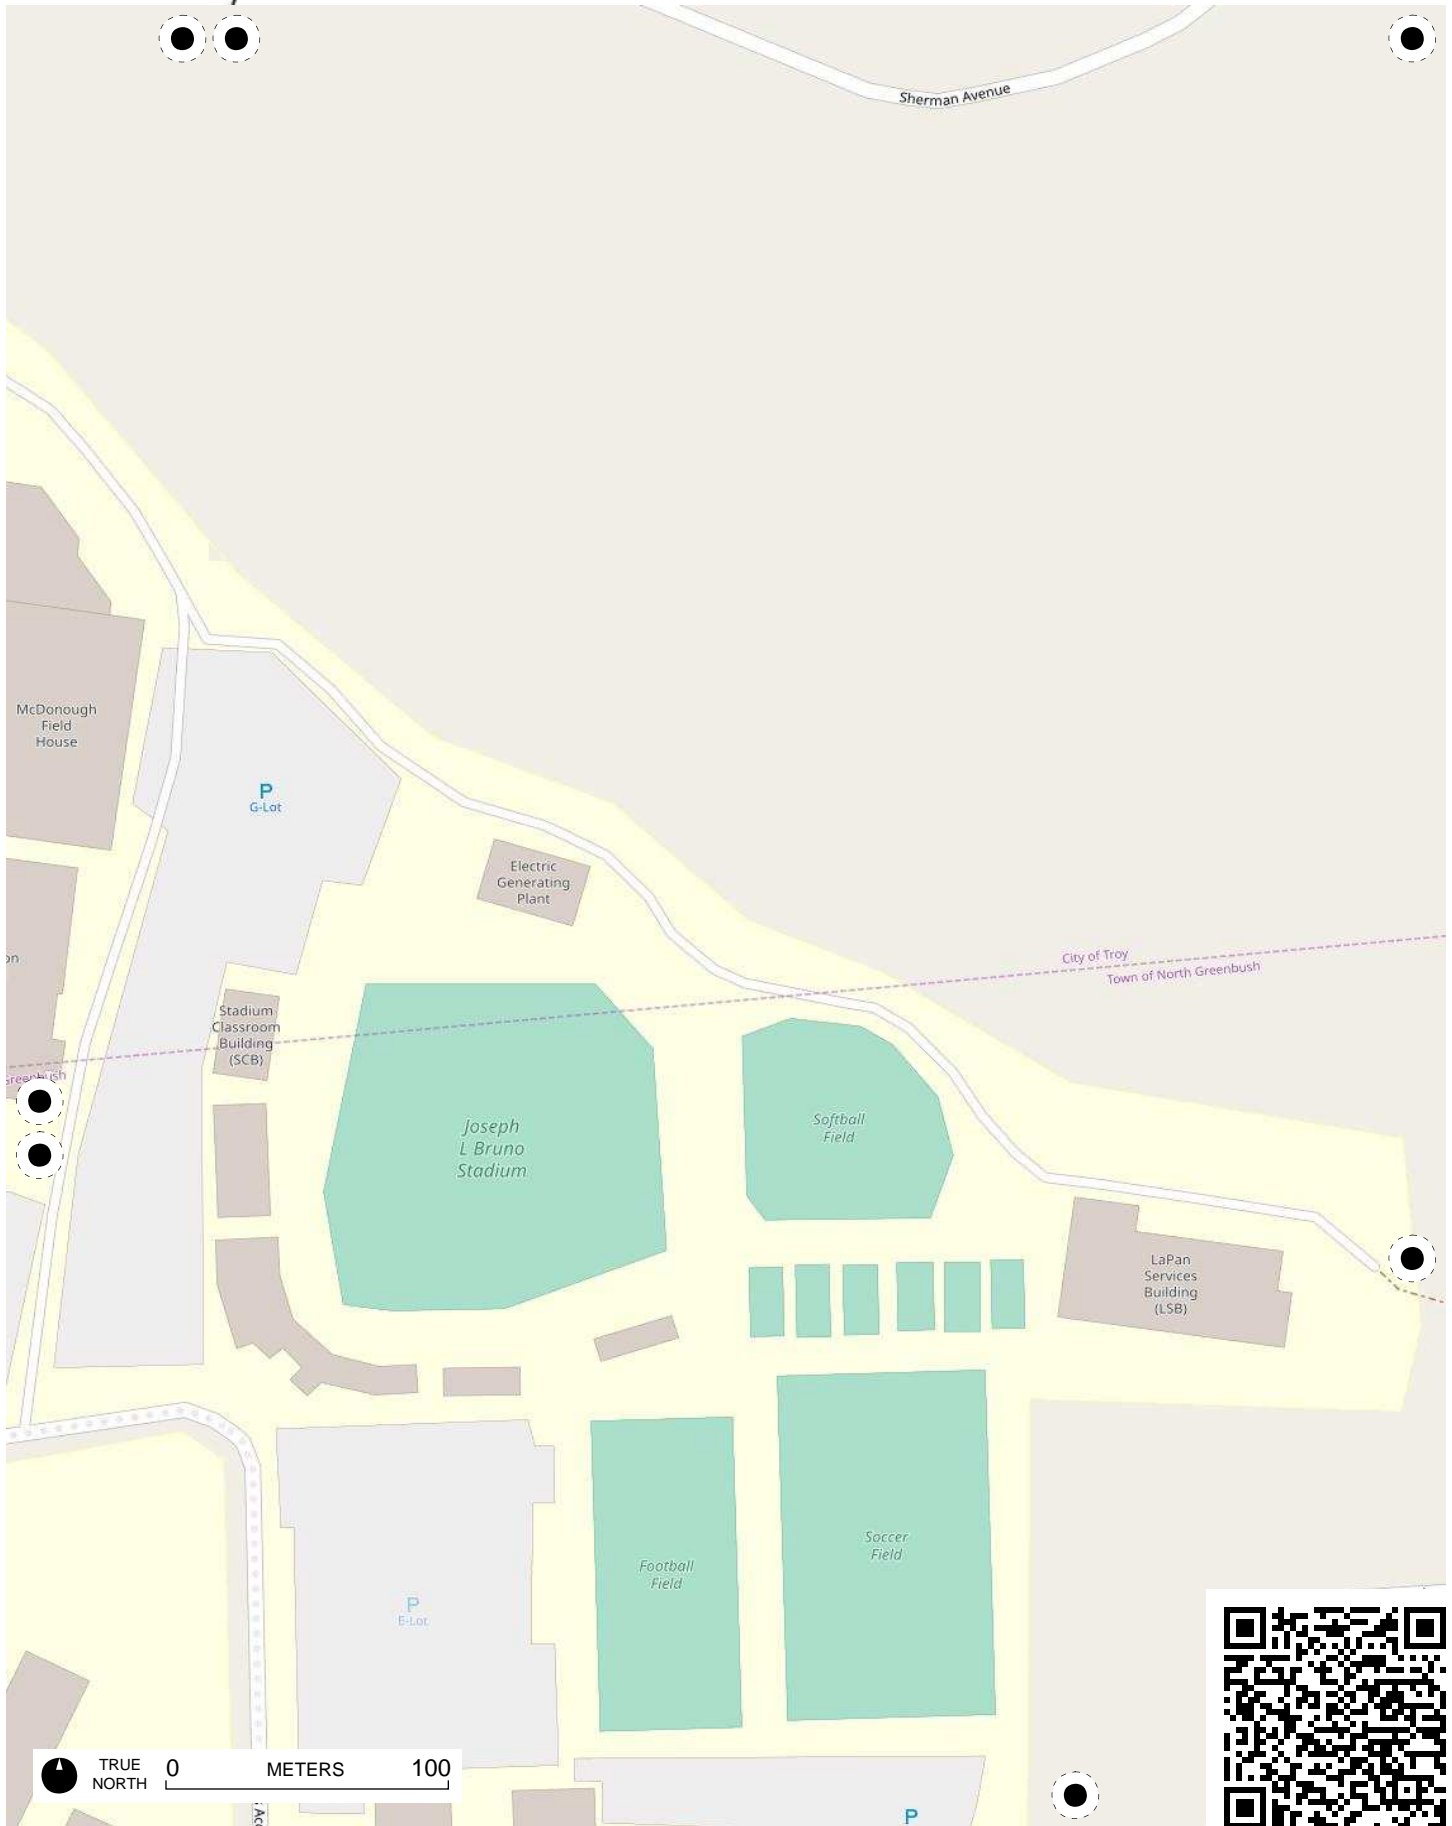 Sherman Avenue
McDonough
Field
House
P
G-Lot
Electric
Generating
Plant
on
City of Troy
Town of North Greenbush
Stadium
Classroom
Building
(SCB)
Greenbush
Joseph
L Bruno
Stadium
Softball
Field
LaPan
Services
Building
(LSB)
Soccer
Field
Football
Field
P
E-Lot
TRUE
NORTH
0 METERS 100
P